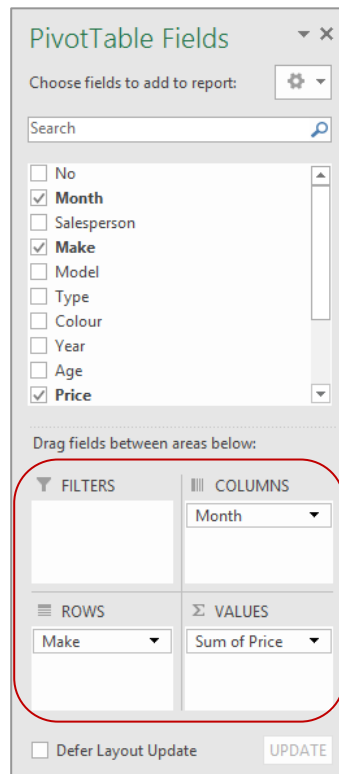 PivotTable Fields
Choose fields to add to report:
Search
No
Month
Salesperson
Make
Model
Type
Colour
Year
Age
Price
Drag fields between areas below:
FILTERS
COLUMNS
Month
ROWS
Σ VALUES
Make
Sum of Price
Defer Layout Update
UPDATE